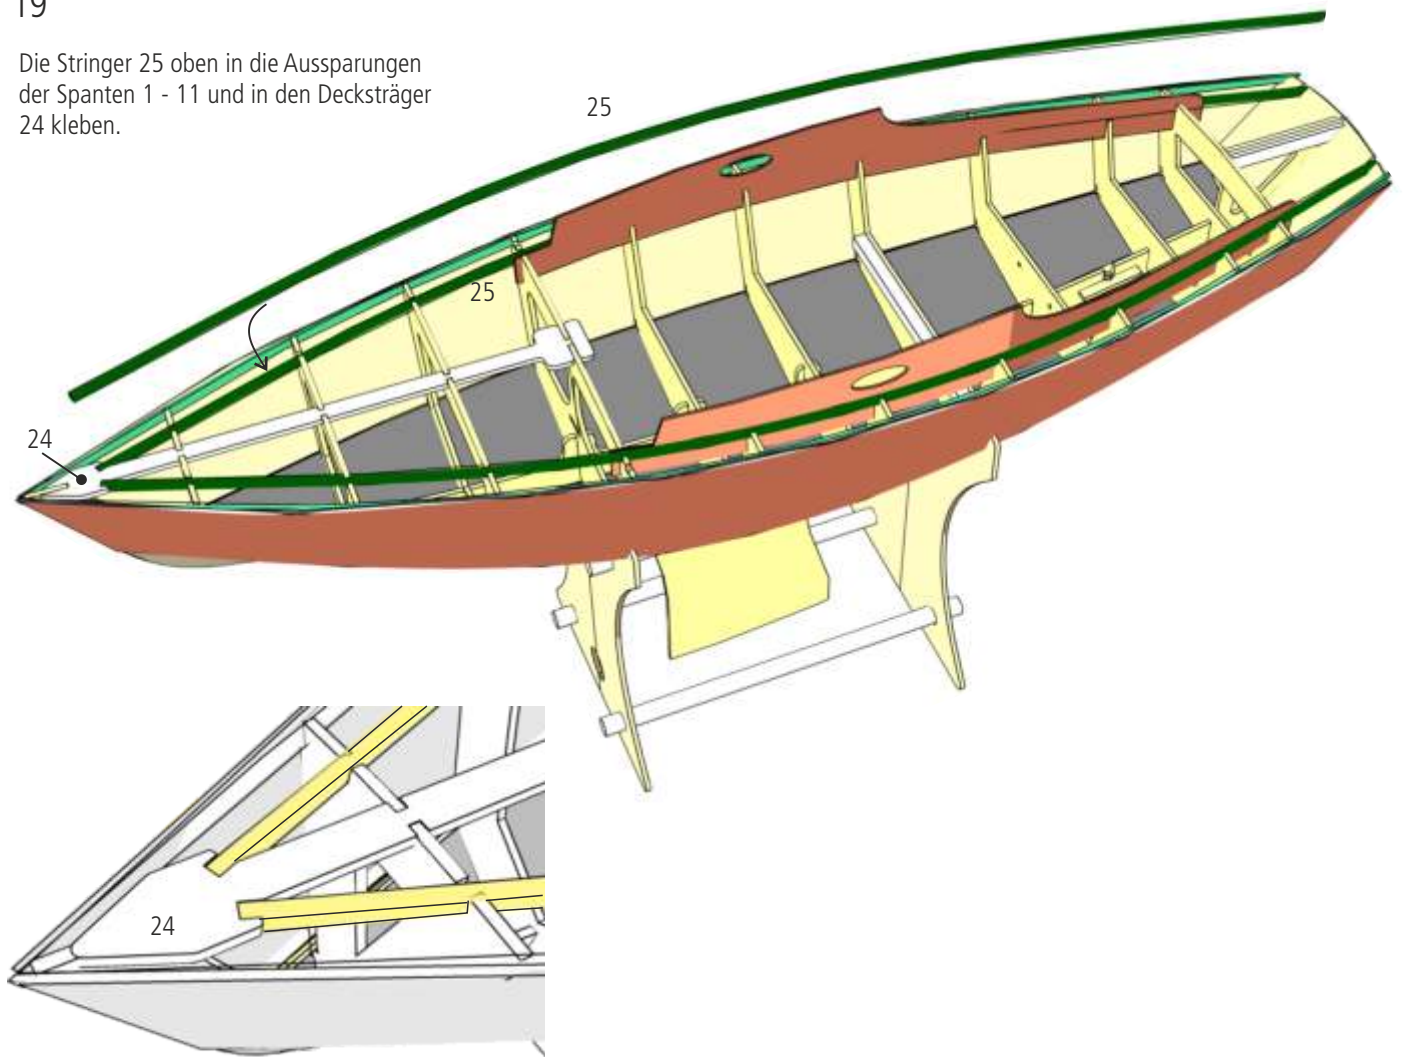 19
Die Stringer 25 oben in die Aussparungen
der Spanten 1 - 11 und in den Decksträger
24 kleben.
25
25
24
24